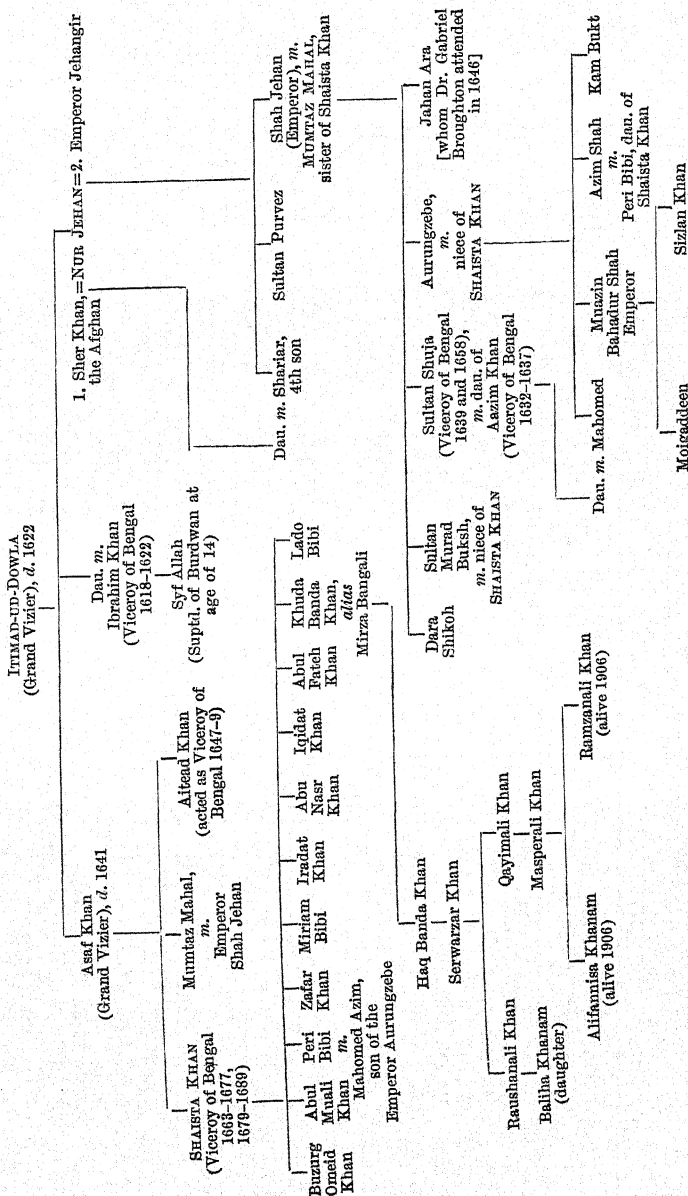 ITIMAD-UD-DOWLA
(Grand Vizier), d. 1622
Asaf Khan
(Grand Vizier), d. 1641
Dau. m.
Ibrahim Khan
(Viceroy of Bengal
1618–1622)
1. Sher Khan,=NUR JEHAN=2. Emperor Jehangir
the Afghan
SHAISTA KHAN
(Viceroy of Bengal
1663–1677,
1679–1689)
Mumtaz Mahal,
m.
Emperor
Shah Jehan
Aitead Khan
(acted as Viceroy of
Bengal 1647–9)
Syf Allah
(Suptd. of Burdwan at
age of 14)
Dau. m. Shariar,
4th son
Sultan Purvez
Shah Jehan
(Emperor), m.
MUMTAZ MAHAL,
sister of Shaista Khan
Buzurg
Omeid
Khan
Abul
Muali
Khan
Peri
Bibi
m.
Mahomed Azim,
son of the
Emperor Aurungzebe
Zafar
Khan
Miriam
Bibi
Iradat
Khan
Abu
Nasr
Khan
Iqidat
Khan
Abul
Fateh
Khan
Khuda
Banda
Khan,
alias
Mirza Bangali
Lado
Bibi
Dara
Shikoh
Sultan
Murad
Buksh,
m. niece of
SHAISTA KHAN
Sultan Shuja
(Viceroy of Bengal
1639 and 1658),
m. dau. of
Aazim Khan
(Viceroy of Bengal
1632–1637)
Aurungzebe,
m.
niece of
SHAISTA KHAN
Jahan Ara
[whom Dr. Gabriel
Broughton attended
in 1646]
Haq Banda Khan
Serwarzar Khan
Dau. m. Mahomed
Muazin
Bahadur Shah
Emperor
Azim Shah
m.
Peri Bibi, dau. of
Shaista Khan
Kam Bukt
Raushanali Khan
Baliha Khanam
(daughter)
Qayimali Khan
Masperali Khan
Moigaddeen
Sizlan Khan
Alifannisa Khanam
(alive 1906)
Ramzanali Khan
(alive 1906)